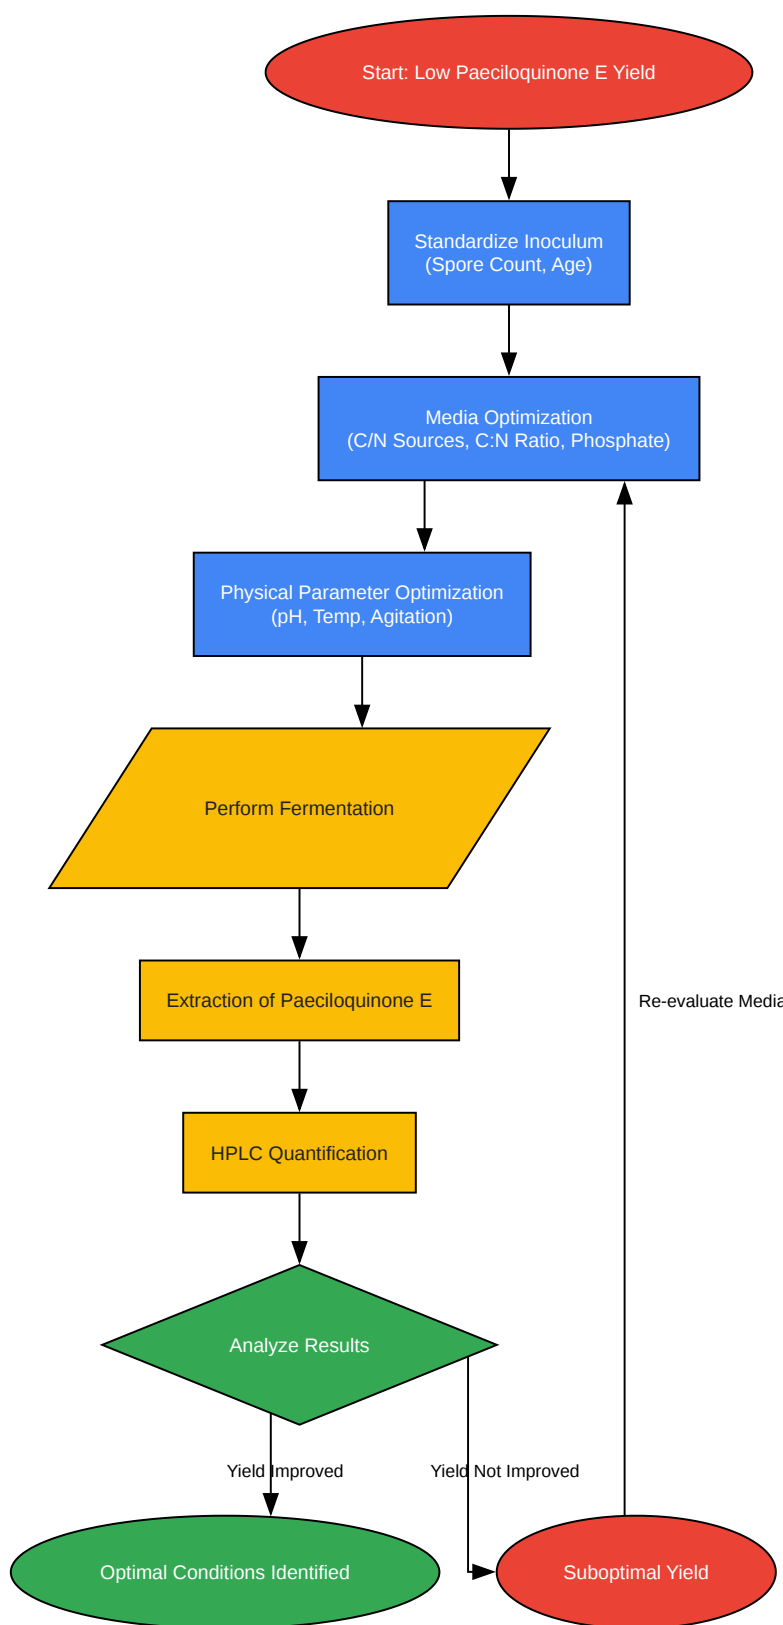 Start: Low Paeciloquinone E Yield
Standardize Inoculum
(Spore Count, Age)
Media Optimization
(C/N Sources, C:N Ratio, Phosphate)
Physical Parameter Optimization
(pH, Temp, Agitation)
Perform Fermentation
Extraction of Paeciloquinone E
Re-evaluate Media
HPLC Quantification
Analyze Results
Yield Improved
Yield Not Improved
Optimal Conditions Identified
Suboptimal Yield